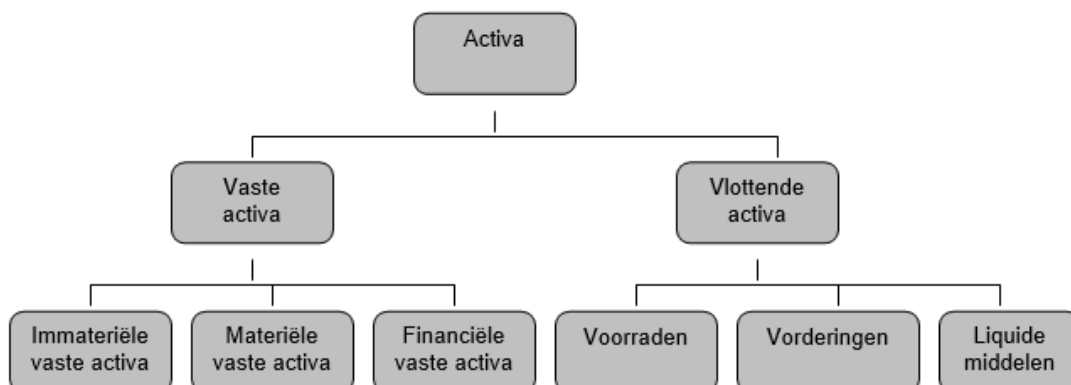 Activa
Vaste
activa
Vlottende
activa
Immateriële
vaste activa
Materiële
vaste activa
Financiële
vaste activa
Voorraden
Vorderingen
Liquide
middelen